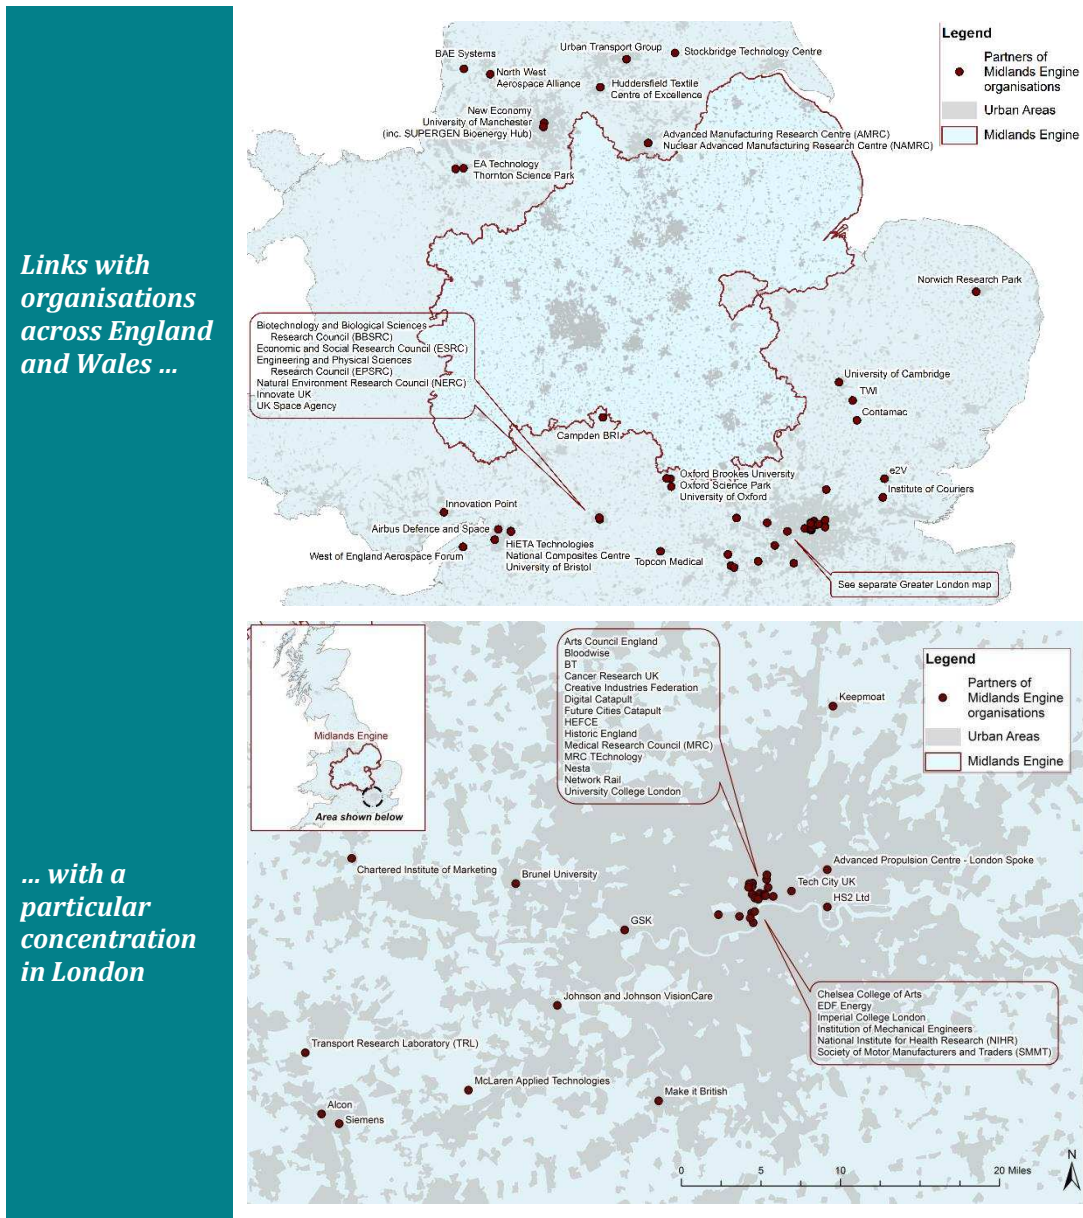 Links with
organisations
across England
and Wales ...
... with a
particular
concentration
in London
BAE Systems
North West
Aerospace Alliance
Urban Transport Group
Stockbridge Technology Centre
Huddersfield Textile
Centre of Excellence
New Economy
University of Manchester
(inc. SUPERGEN Bioenergy Hub)
Advanced Manufacturing Research Centre (AMRC)
Nuclear Advanced Manufacturing Research Centre (NAMRC)
EA Technology
Thornton Science Park
Legend
Partners of
Midlands Engine
organisations
Urban Areas
Midlands Engine
Norwich Research Park
Biotechnology and Biological Sciences
Research Council (BBSRC)
Economic and Social Research Council (ESRC)
Engineering and Physical Sciences
Research Council (EPSRC)
Natural Environment Research Council (NERC)
Innovate UK
UK Space Agency
University of Cambridge
TWI
Contamac
Campden BRI
Oxford Brookes University
Oxford Science Park
University of Oxford
e2V
Institute of Couriers
Innovation Point
Airbus Defence and Space
West of England Aerospace Forum
HiETA Technologies
National Composites Centre
University of Bristol
Topcon Medical
See separate Greater London map
Midlands Engine
Area shown below
Arts Council England
Bloodwise
BT
Cancer Research UK
Creative Industries Federation
Digital Catapult
Future Cities Catapult
HEFCE
Historic England
Medical Research Council (MRC)
MRC TEchnology
Nesta
Network Rail
University College London
Keepmoat
Legend
Partners of
Midlands Engine
organisations
Urban Areas
Midlands Engine
Chartered Institute of Marketing
Brunel University
GSK
Advanced Propulsion Centre - London Spoke
Tech City UK
HS2 Ltd
Johnson and Johnson VisionCare
Chelsea College of Arts
EDF Energy
Imperial College London
Institution of Mechanical Engineers
National Institute for Health Research (NIHR)
Society of Motor Manufacturers and Traders (SMMT)
Transport Research Laboratory (TRL)
McLaren Applied Technologies
Make it British
Alcon
Siemens
N
0 5 10 20 Miles